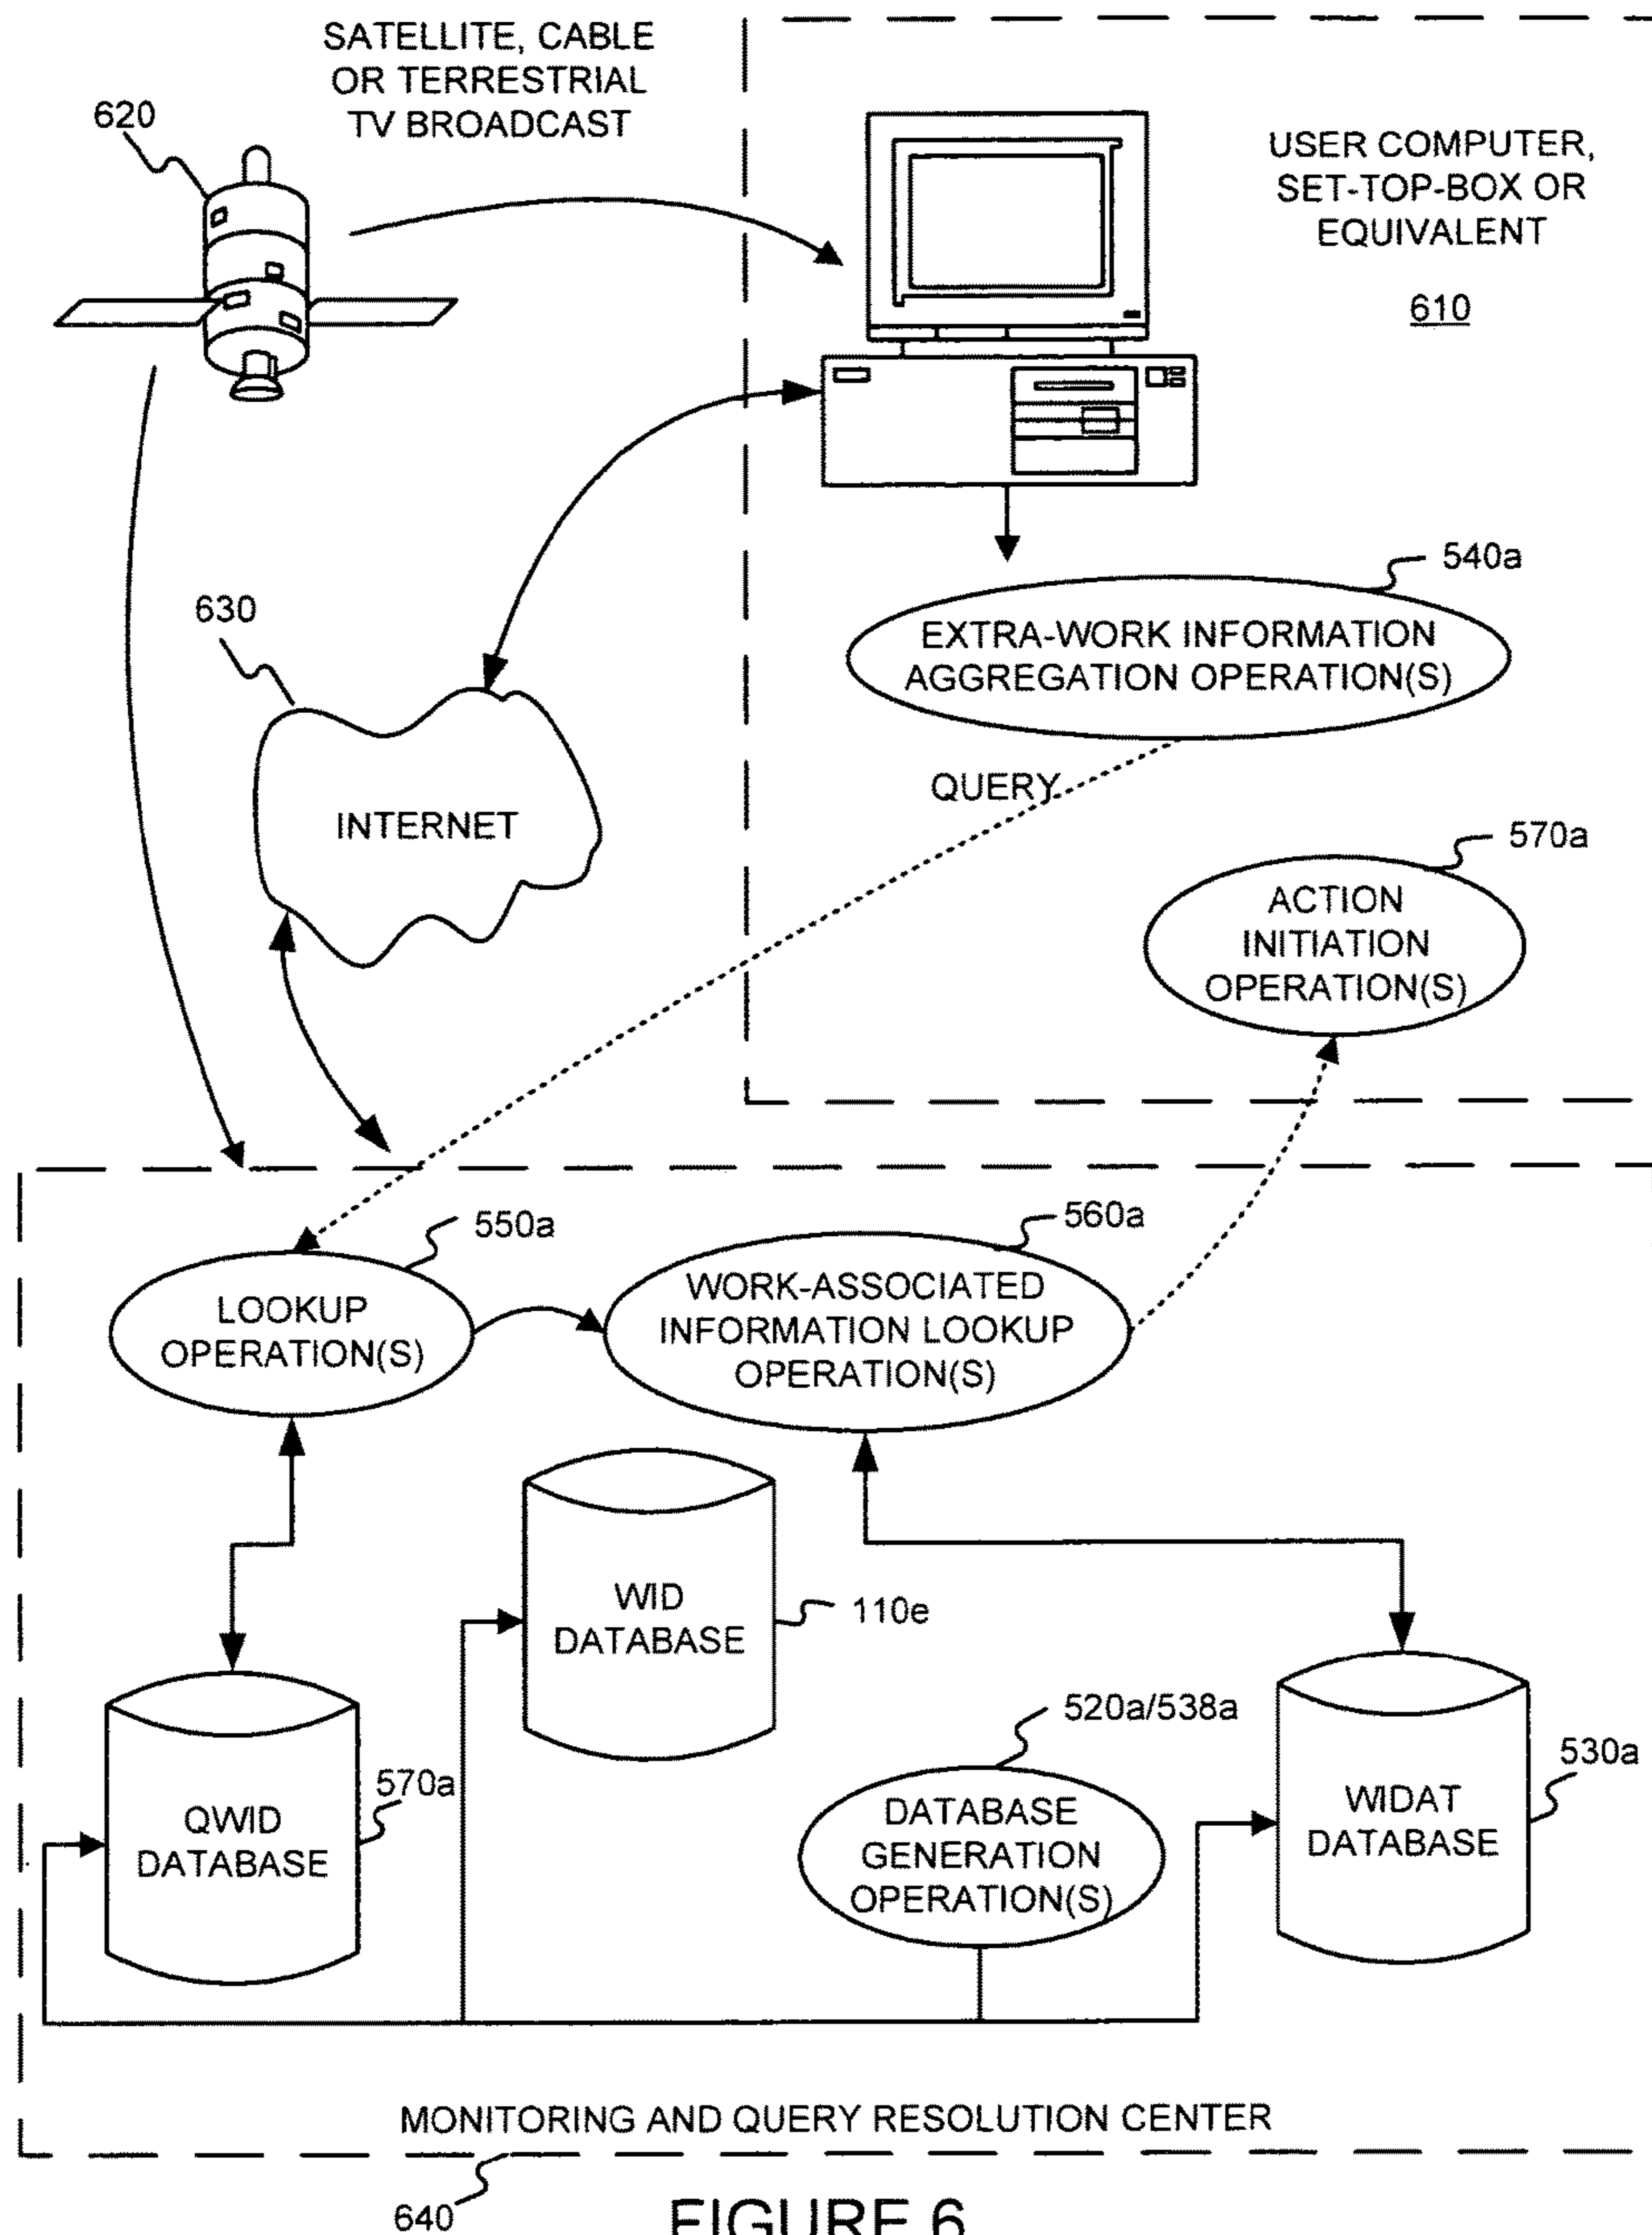 SATELLITE, CABLE
OR TERRESTRIAL
TV BROADCAST
620
USER COMPUTER,
SET-TOP-BOX OR
EQUIVALENT
610
540a
EXTRA-WORK INFORMATION
AGGREGATION OPERATION(S)
630
INTERNET
QUERY
570a
ACTION
INITIATION
OPERATION(S)
550a
LOOKUP
OPERATION(S)
560a
WORK-ASSOCIATED
INFORMATION LOOKUP
OPERATION(S)
WID
DATABASE
110e
520a/538a
DATABASE
GENERATION
OPERATION(S)
570a
QWID
DATABASE
530a
WIDAT
DATABASE
MONITORING AND QUERY RESOLUTION CENTER
640
FIGURE 6